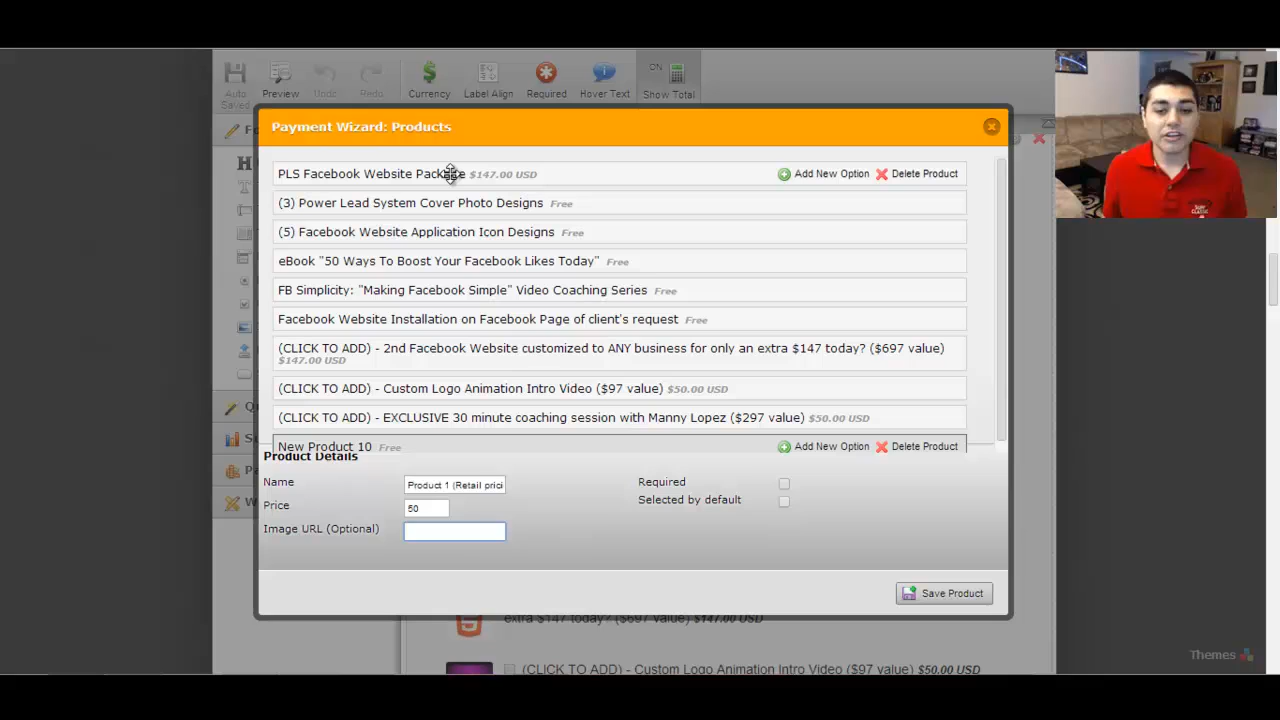 ON
Auto
Saved
Preview
Undo
Redo
Currency
Label Align
Required
Hover Text
Show Total
Payment Wizard: Products
PLS Facebook Website Package $147.00 USD
Add New Option
Delete Product
(3) Power Lead System Cover Photo Designs Free
(5) Facebook Website Application Icon Designs Free
eBook "50 Ways To Boost Your Facebook Likes Today" Free
FB Simplicity: "Making Facebook Simple" Video Coaching Series Free
Facebook Website Installation on Facebook Page of client's request Free
(CLICK TO ADD) - 2nd Facebook Website customized to ANY business for only an extra $147 today? ($697 value)
$147.00 USD
(CLICK TO ADD) - Custom Logo Animation Intro Video ($97 value) $50.00 USD
(CLICK TO ADD) - EXCLUSIVE 30 minute coaching session with Manny Lopez ($297 value) $50.00 USD
New Product 10 Free
Add New Option
Delete Product
Product Details
Name
Product 1 (Retail prici
Required
Price
50
Selected by default
Image URL (Optional)
Save Product
extra $147 today? ($697 value) $147.00 USD
Themes
(CLICK TO ADD) - Custom Logo Animation Intro Video ($97 value) $50.00 USD